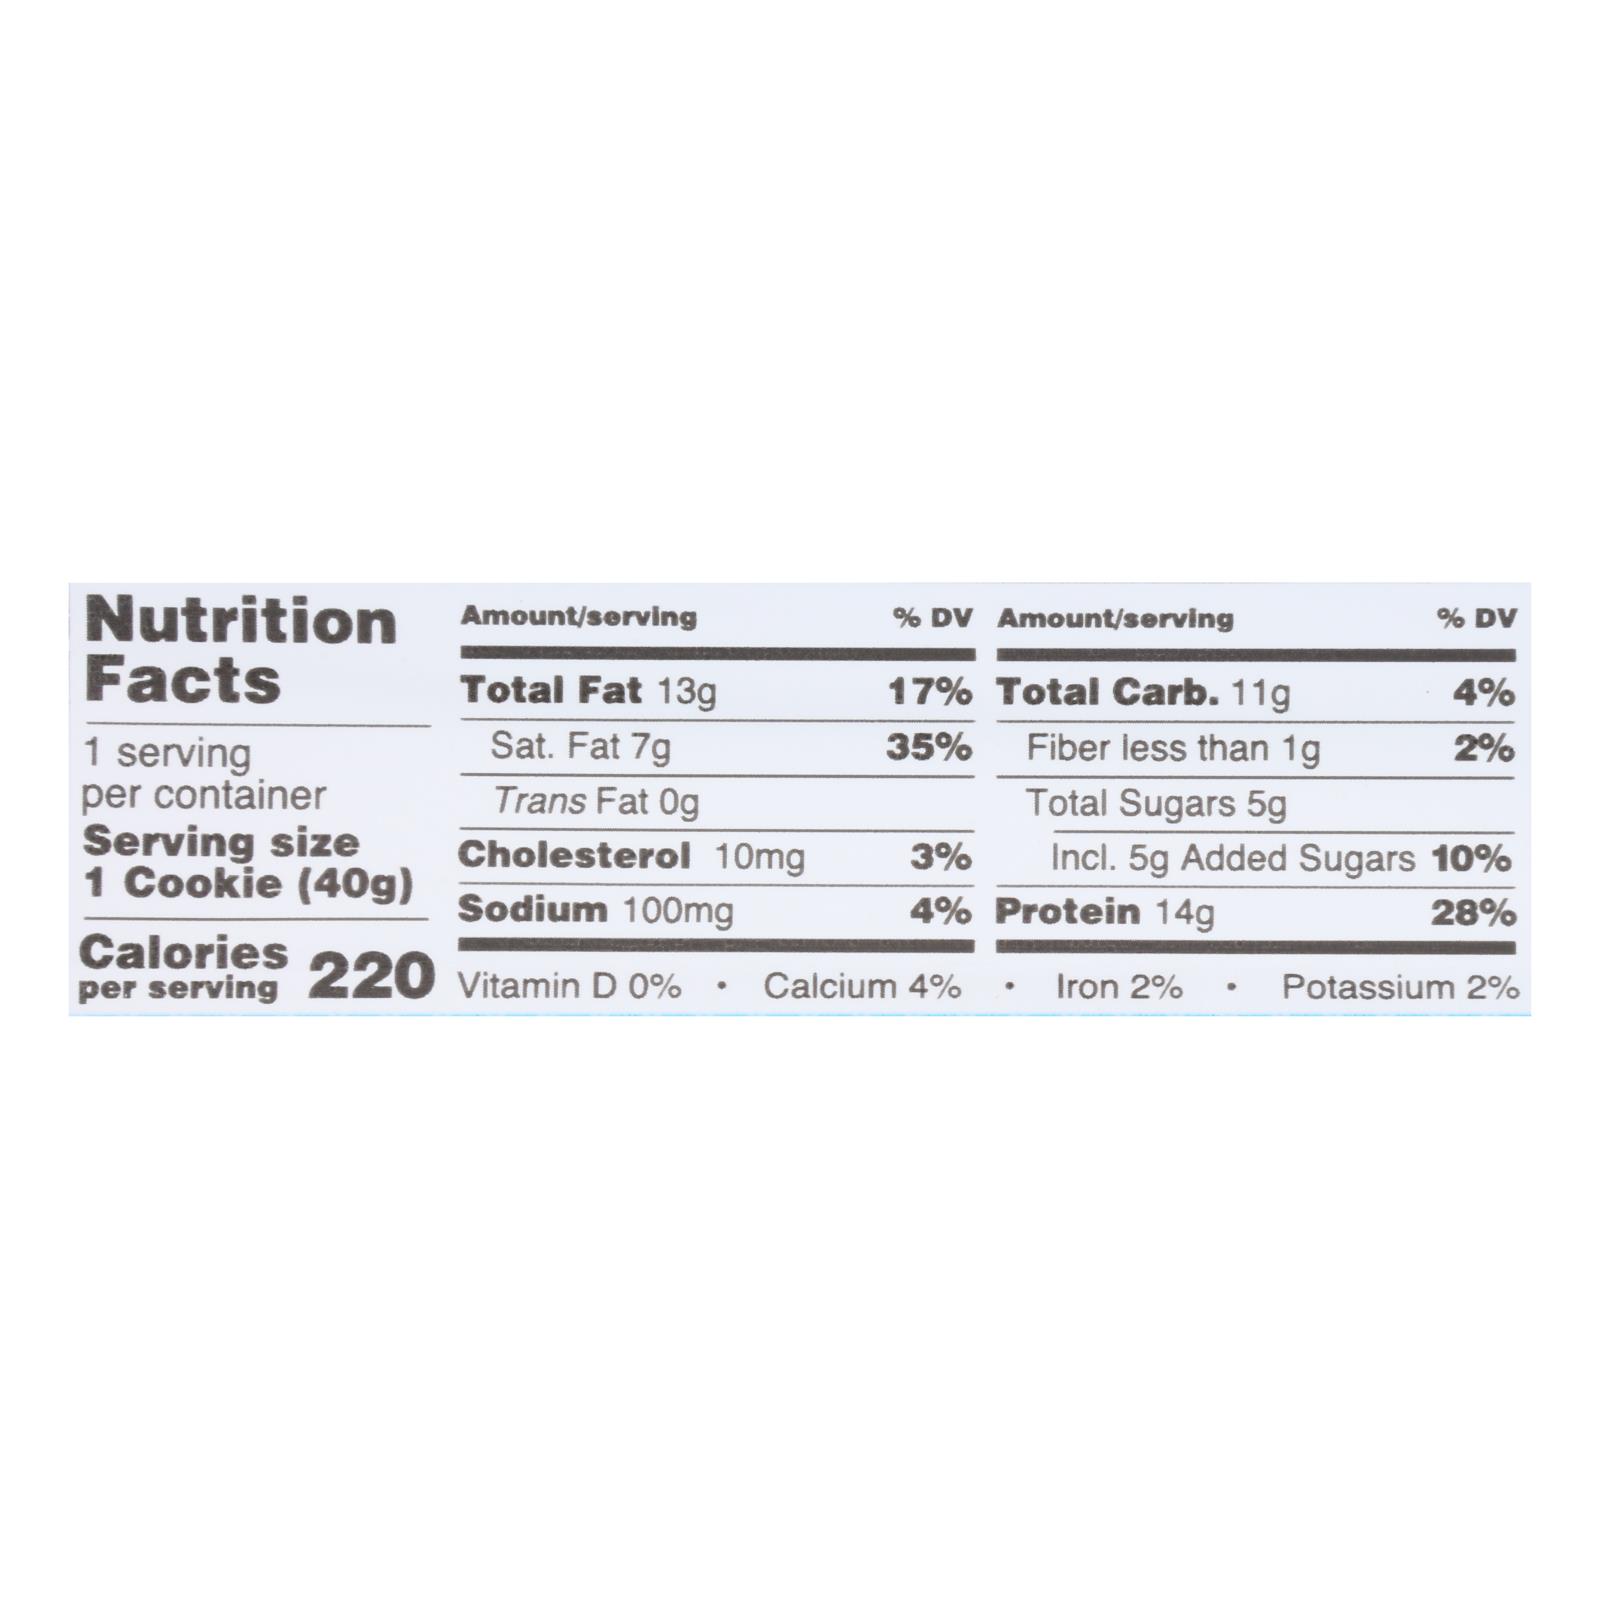 Nutrition
Facts
1 serving
per container
Serving size
1 Cookie (40g)
Calories
per serving 220
Amount/serving % DV
Total Fat 13g 17%
Sat. Fat 7g 35%
Trans Fat 0g
Cholesterol 10mg 3%
Sodium 100mg 4%
Amount/serving % DV
Total Carb. 11g 4%
Fiber less than 1g 2%
Total Sugars 5g
Incl. 5g Added Sugars 10%
Protein 14g 28%
Vitamin D 0% • Calcium 4% • Iron 2% • Potassium 2%